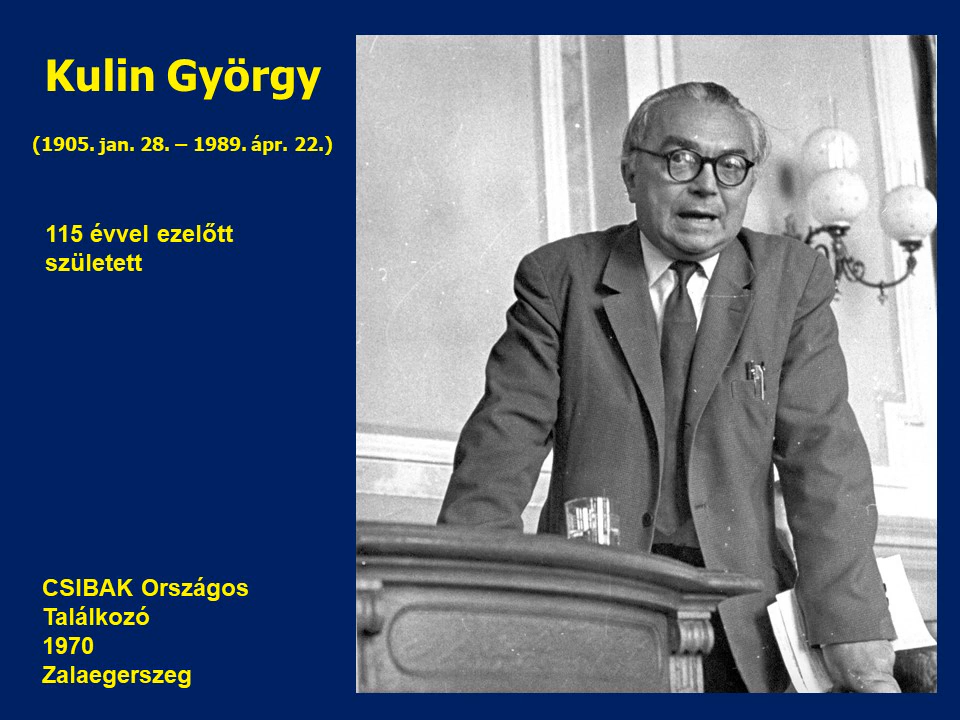 Kulin György
(1905. jan. 28. – 1989. ápr. 22.)
115 évvel ezelőtt
született
CSIBAK Országos
Találkozó
1970
Zalaegerszeg